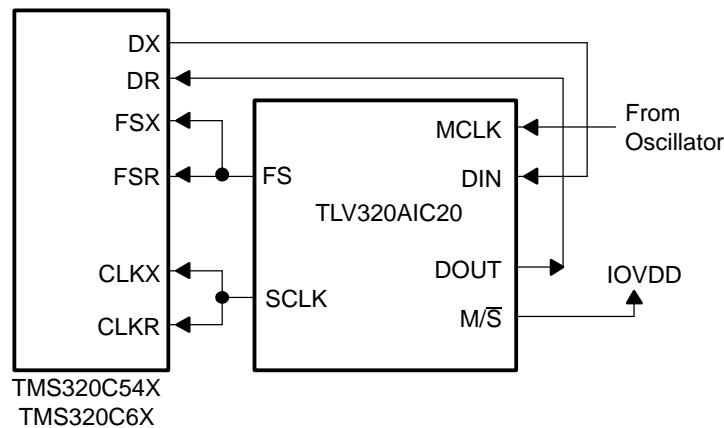 DX
DR
FSX
FSR
CLKX
CLKR
TMS320C54X
TMS320C6X
FS
SCLK
TLV320AIC20
MCLK
DIN
DOUT
M/S̅
From
Oscillator
IOVDD